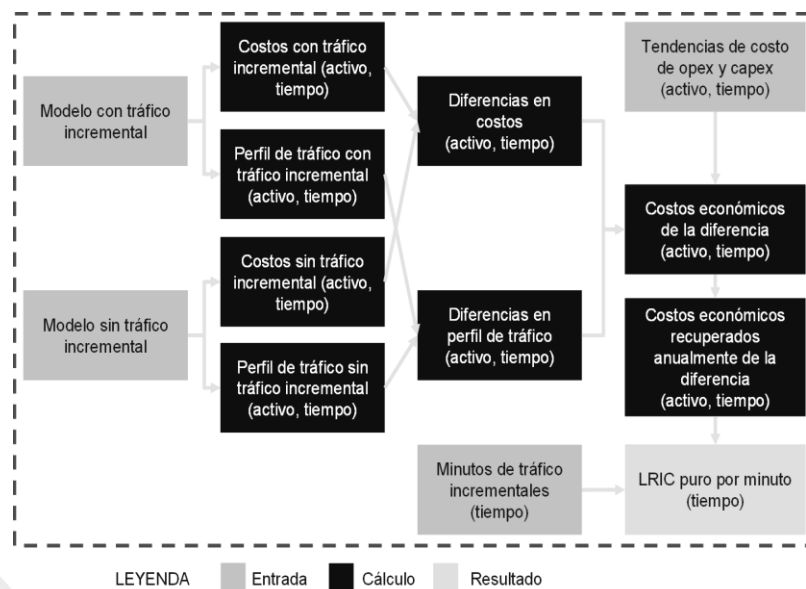 Modelo con tráfico
incremental
Costos con tráfico
incremental (activo,
tiempo)
Perfil de tráfico con
tráfico incremental
(activo, tiempo)
Modelo sin tráfico
incremental
Costos sin tráfico
incremental (activo,
tiempo)
Perfil de tráfico sin
tráfico incremental
(activo, tiempo)
Diferencias en
costos
(activo, tiempo)
Diferencias en
perfil de tráfico
(activo, tiempo)
Tendencias de costo
de opex y capex
(activo, tiempo)
Costos económicos
de la diferencia
(activo, tiempo)
Costos económicos
recuperados
anualmente de la
diferencia
(activo, tiempo)
Minutos de tráfico
incrementales
(tiempo)
LRIC puro por minuto
(tiempo)
LEYENDA Entrada Cálculo Resultado